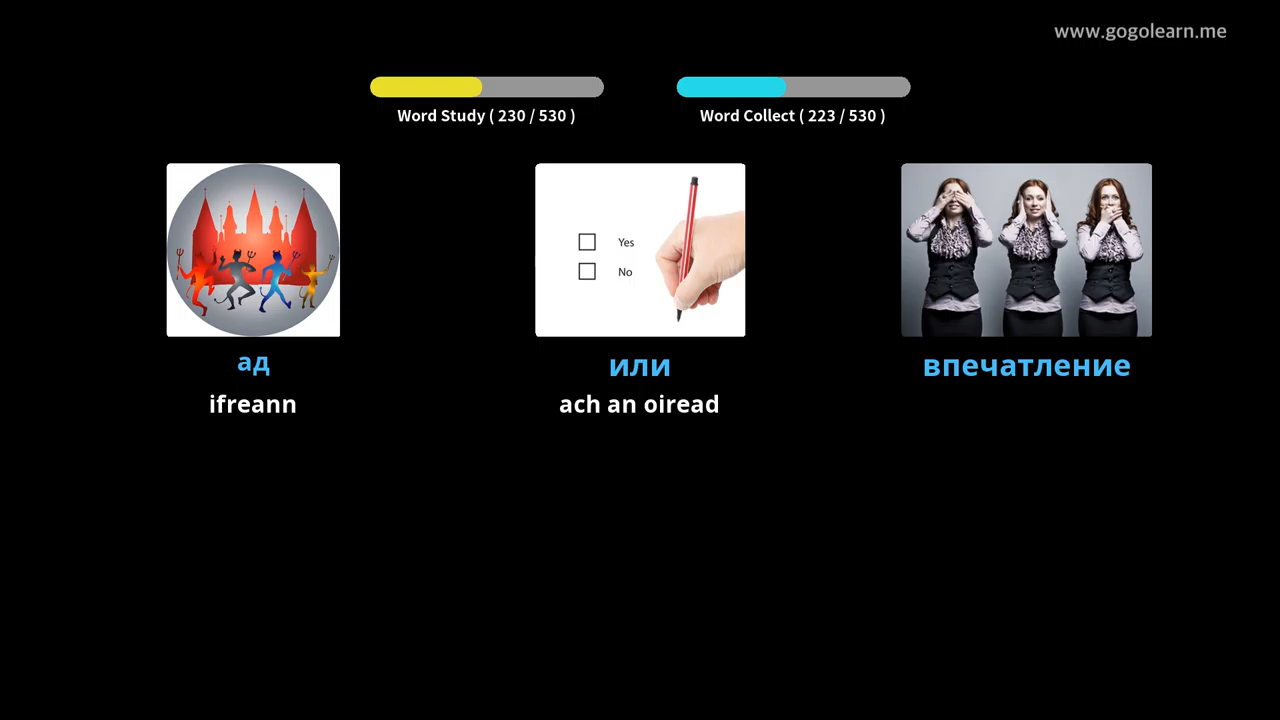 www.gogolearn.me
Word Study ( 230 / 530 )
Word Collect ( 223 / 530 )
Yes
No
ад
или
впечатление
ifreann
ach an oiread